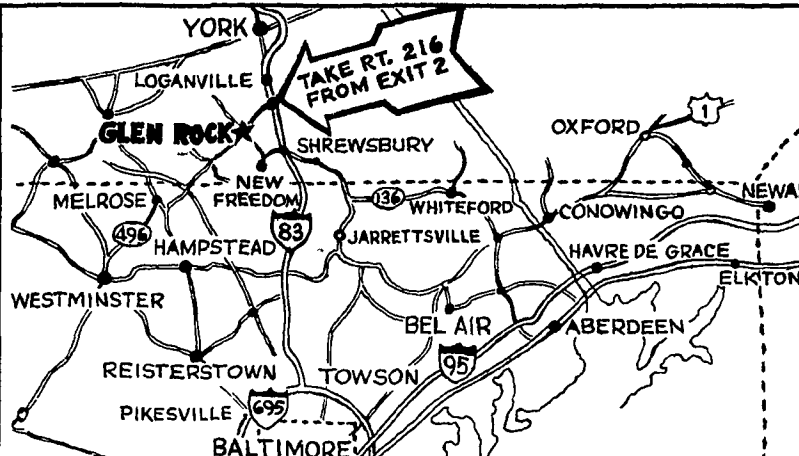 YORK
LOGANVILLE
TAKE RT. 216
FROM EXIT 2
1
OXFORD
GLEN ROCK
SHREWSBURY
NEW
FREEDOM
MELROSE
136
WHITEFORD
CONOWINGO
NEWA
496
HAMPSTEAD
83
JARRETTSVILLE
HAVRE DE GRACE
ELKTON
WESTMINSTER
BEL AIR
ABERDEEN
REISTERSTOWN
TOWSON
95
PIKESVILLE
695
BALTIMORE